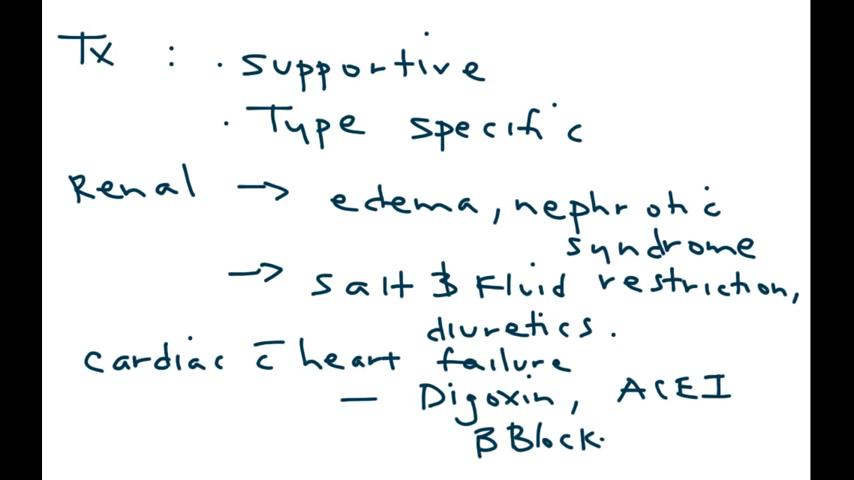 Tx : . Supportive
. Type specific
Renal → edema, nephrotic
syndrome
→ salt & Fluid restriction,
diuretics.
cardiac c̄ heart failure
— Digoxin, ACEI
B Block.